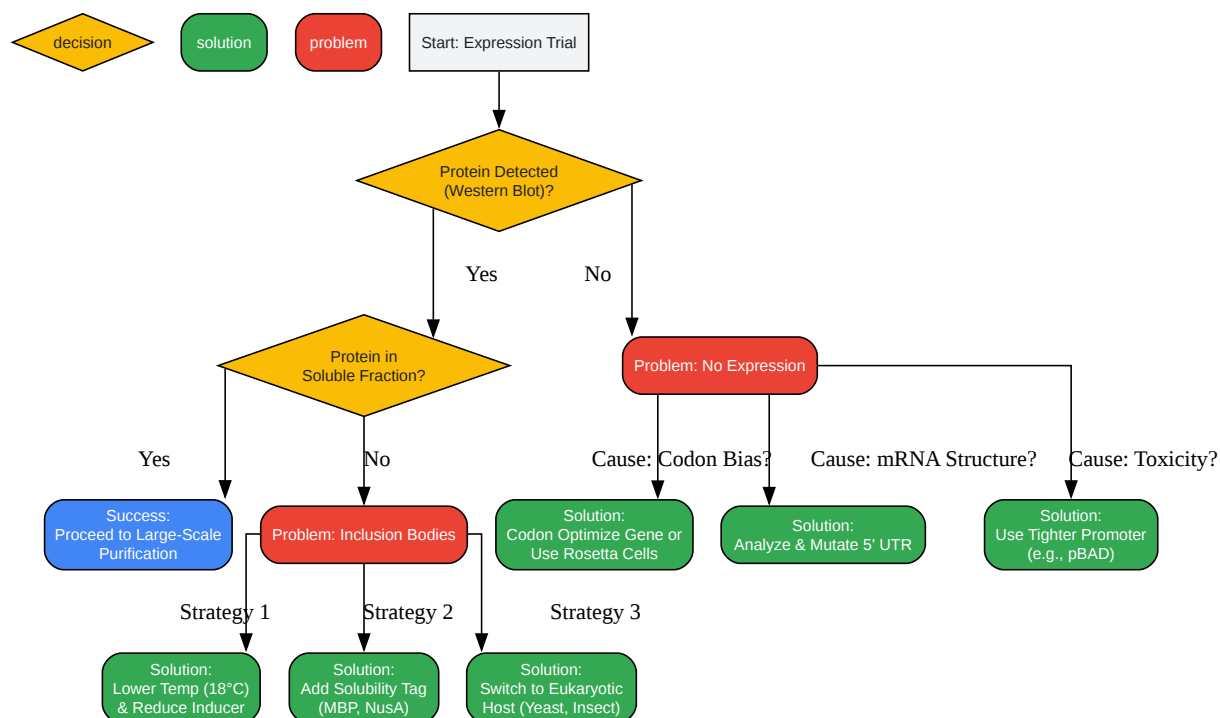 decision
solution
problem
Start: Expression Trial
Protein Detected
(Western Blot)?
Yes
No
Protein in
Soluble Fraction?
Problem: No Expression
Yes
No
Cause: Codon Bias?
Cause: mRNA Structure?
Cause: Toxicity?
Success:
Proceed to Large-Scale
Purification
Problem: Inclusion Bodies
Solution:
Codon Optimize Gene or
Use Rosetta Cells
Solution:
Analyze & Mutate 5' UTR
Solution:
Use Tighter Promoter
(e.g., pBAD)
Strategy 1
Strategy 2
Strategy 3
Solution:
Lower Temp (18°C)
& Reduce Inducer
Solution:
Add Solubility Tag
(MBP, NusA)
Solution:
Switch to Eukaryotic
Host (Yeast, Insect)